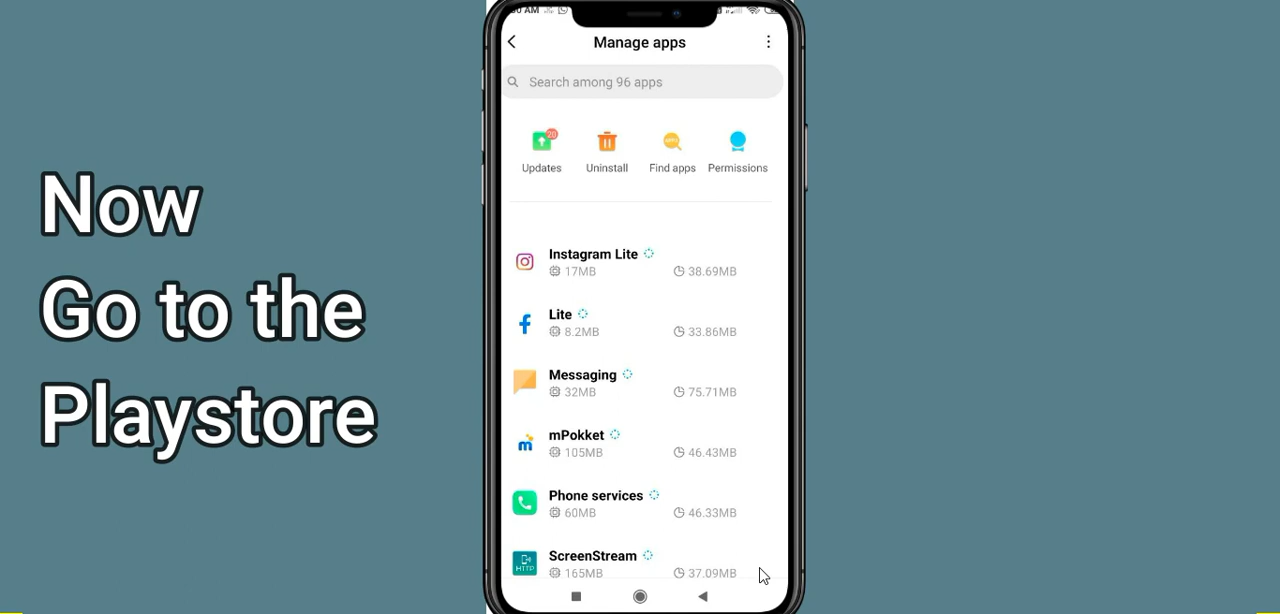 Now
Go to the
Playstore
Manage apps
Search among 96 apps
20
Updates
Uninstall
Find apps
Permissions
Instagram Lite
17MB
38.69MB
Lite
8.2MB
33.86MB
Messaging
32MB
75.71MB
mPokket
105MB
46.43MB
Phone services
60MB
46.33MB
ScreenStream
HTTP
165MB
37.09MB